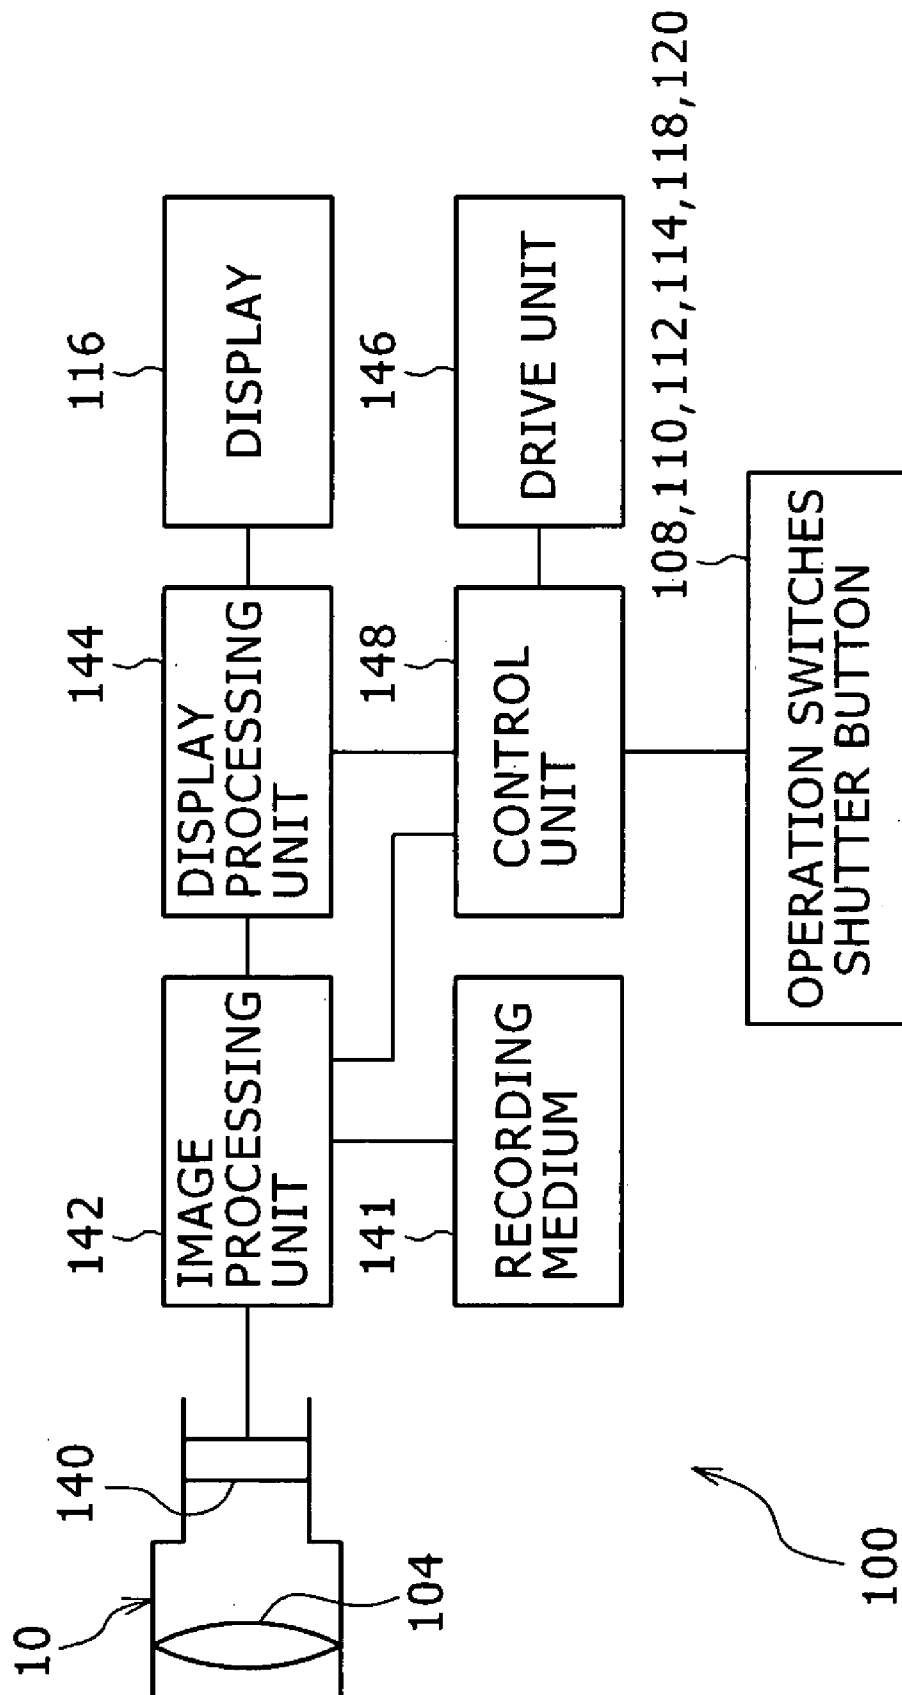 10
104
140
142
IMAGE
PROCESSING
UNIT
144
DISPLAY
PROCESSING
UNIT
116
DISPLAY
141
RECORDING
MEDIUM
148
CONTROL
UNIT
146
DRIVE UNIT
108,110,112,114,118,120
OPERATION SWITCHES
SHUTTER BUTTON
100